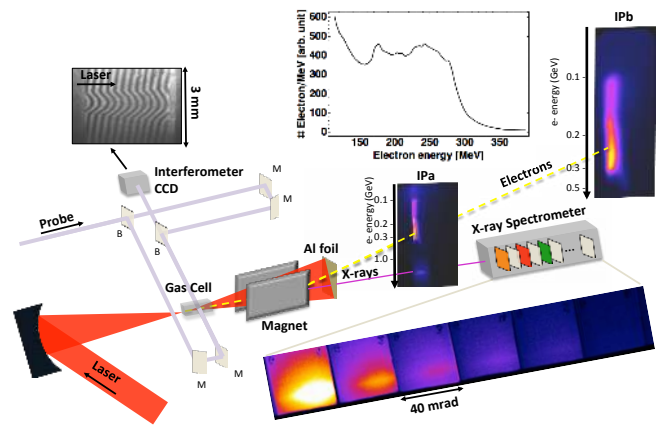 Laser
3 mm
Interferometer
CCD
Probe
B
B
M
M
M
M
Gas Cell
Magnet
Al foil
X-rays
Laser
# Electron/MeV [arb. unit]
600
500
400
300
200
100
0
150
200
250
300
350
Electron energy [MeV]
IPa
e- energy (GeV)
0.1
0.2
0.3
1.0
Electrons
IPb
e- energy (GeV)
0.1
0.2
0.3
0.5
X-ray Spectrometer
...
40 mrad